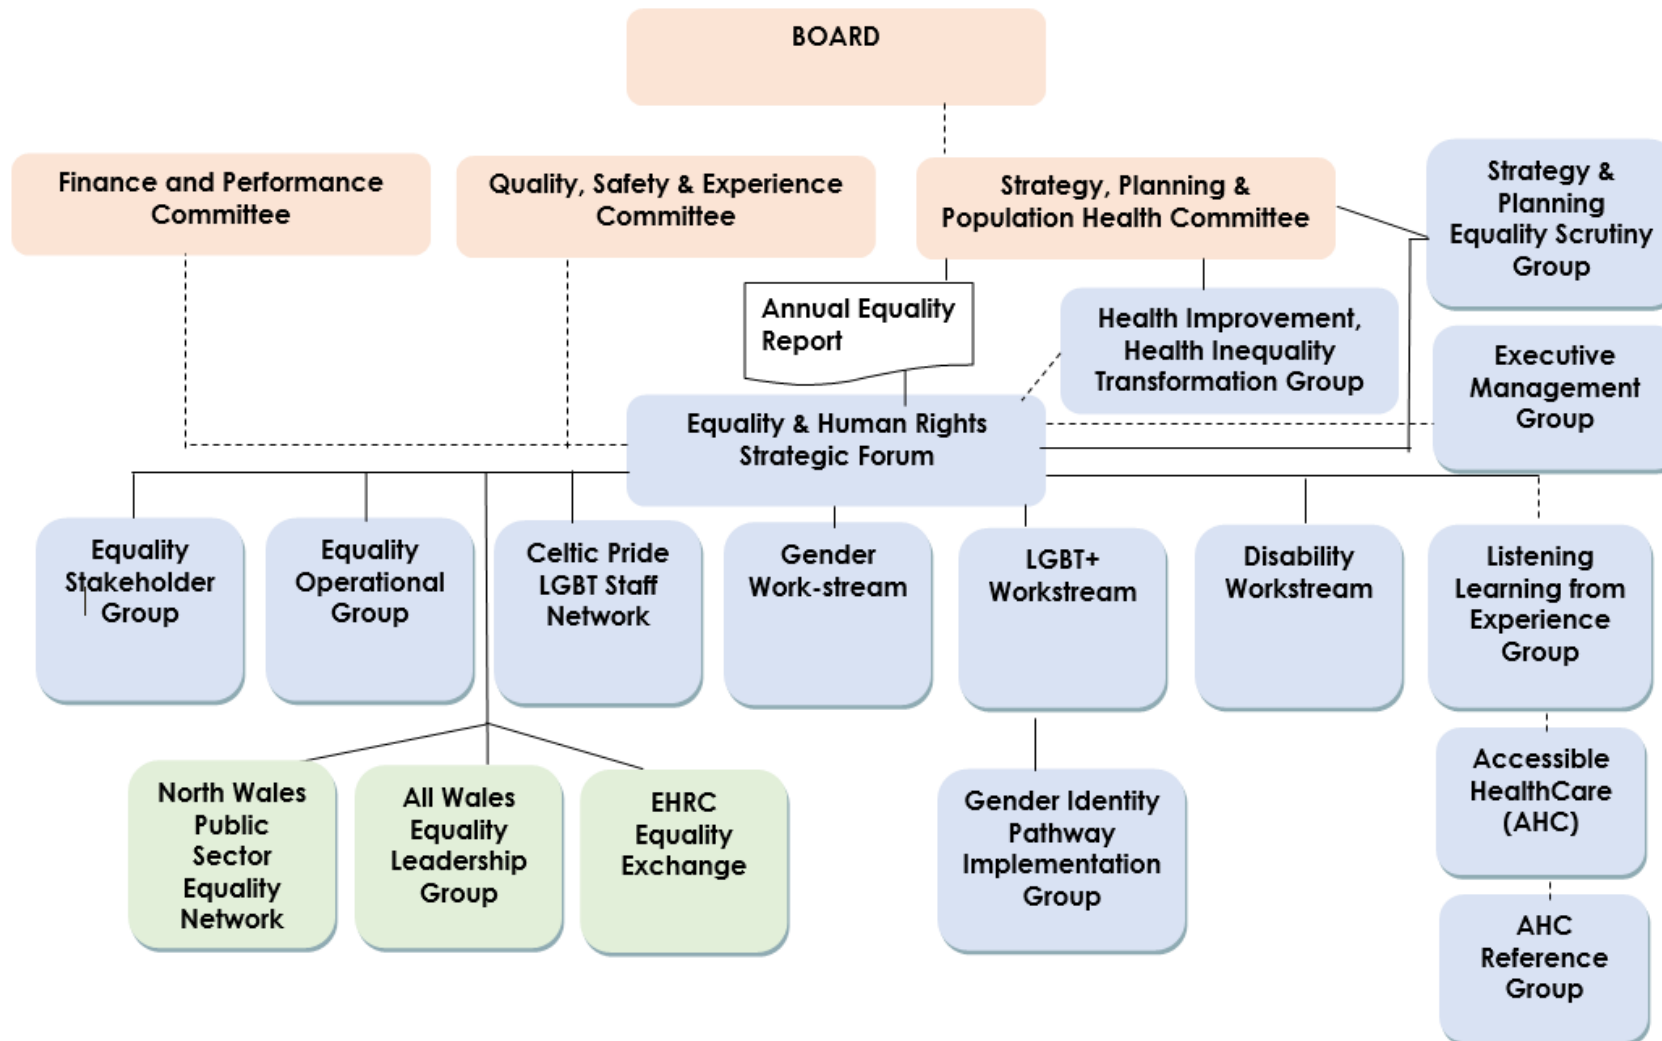 BOARD
Finance and Performance
Committee
Quality, Safety & Experience
Committee
Strategy, Planning &
Population Health Committee
Strategy &
Planning
Equality Scrutiny
Group
Annual Equality
Report
Health Improvement,
Health Inequality
Transformation Group
Executive
Management
Group
Equality & Human Rights
Strategic Forum
Equality
Stakeholder
Group
Equality
Operational
Group
Celtic Pride
LGBT Staff
Network
Gender
Work-stream
LGBT+
Workstream
Disability
Workstream
Listening
Learning from
Experience
Group
North Wales
Public
Sector
Equality
Network
All Wales
Equality
Leadership
Group
EHRC
Equality
Exchange
Gender Identity
Pathway
Implementation
Group
Accessible
HealthCare
(AHC)
AHC
Reference
Group